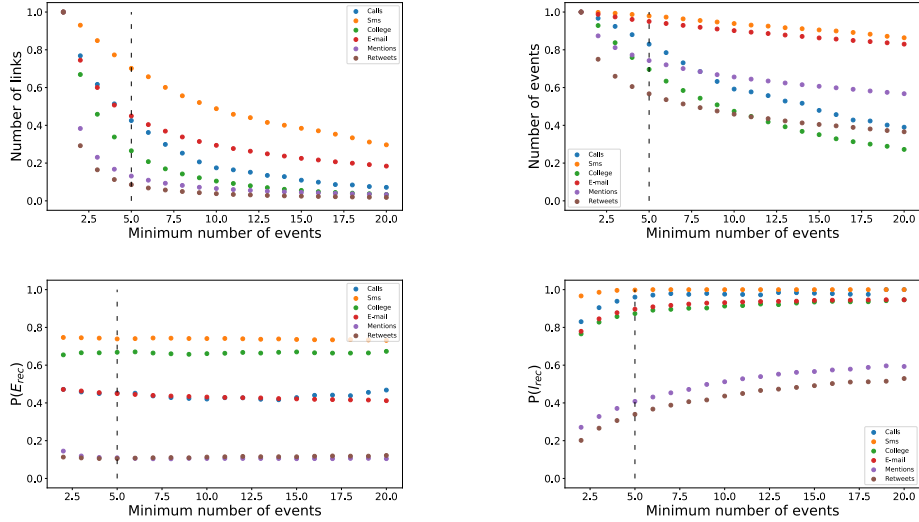 1.0
0.8
0.6
0.4
0.2
0.0
Number of links
2.5 5.0 7.5 10.0 12.5 15.0 17.5 20.0
Minimum number of events
Calls
Sms
College
E-mail
Mentions
Retweets
1.0
0.8
0.6
0.4
0.2
0.0
Number of events
Calls
Sms
College
E-mail
Mentions
Retweets
2.5 5.0 7.5 10.0 12.5 15.0 17.5 20.0
Minimum number of events
1.0
0.8
0.6
0.4
0.2
0.0
P(E_rec)
Calls
Sms
College
E-mail
Mentions
Retweets
2.5 5.0 7.5 10.0 12.5 15.0 17.5 20.0
Minimum number of events
1.0
0.8
0.6
0.4
0.2
0.0
P(I_rec)
Calls
Sms
College
E-mail
Mentions
Retweets
2.5 5.0 7.5 10.0 12.5 15.0 17.5 20.0
Minimum number of events